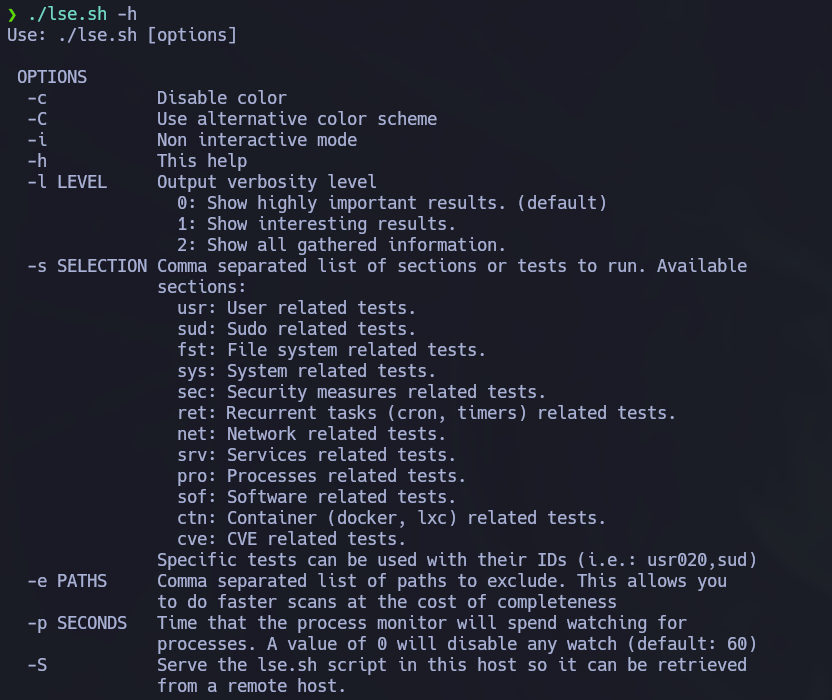 ❯ ./lse.sh -h
Use: ./lse.sh [options]

 OPTIONS
  -c           Disable color
  -C           Use alternative color scheme
  -i           Non interactive mode
  -h           This help
  -l LEVEL     Output verbosity level
                 0: Show highly important results. (default)
                 1: Show interesting results.
                 2: Show all gathered information.
  -s SELECTION Comma separated list of sections or tests to run. Available
               sections:
                 usr: User related tests.
                 sud: Sudo related tests.
                 fst: File system related tests.
                 sys: System related tests.
                 sec: Security measures related tests.
                 ret: Recurrent tasks (cron, timers) related tests.
                 net: Network related tests.
                 srv: Services related tests.
                 pro: Processes related tests.
                 sof: Software related tests.
                 ctn: Container (docker, lxc) related tests.
                 cve: CVE related tests.
               Specific tests can be used with their IDs (i.e.: usr020,sud)
  -e PATHS     Comma separated list of paths to exclude. This allows you
               to do faster scans at the cost of completeness
  -p SECONDS   Time that the process monitor will spend watching for
               processes. A value of 0 will disable any watch (default: 60)
  -S           Serve the lse.sh script in this host so it can be retrieved
               from a remote host.